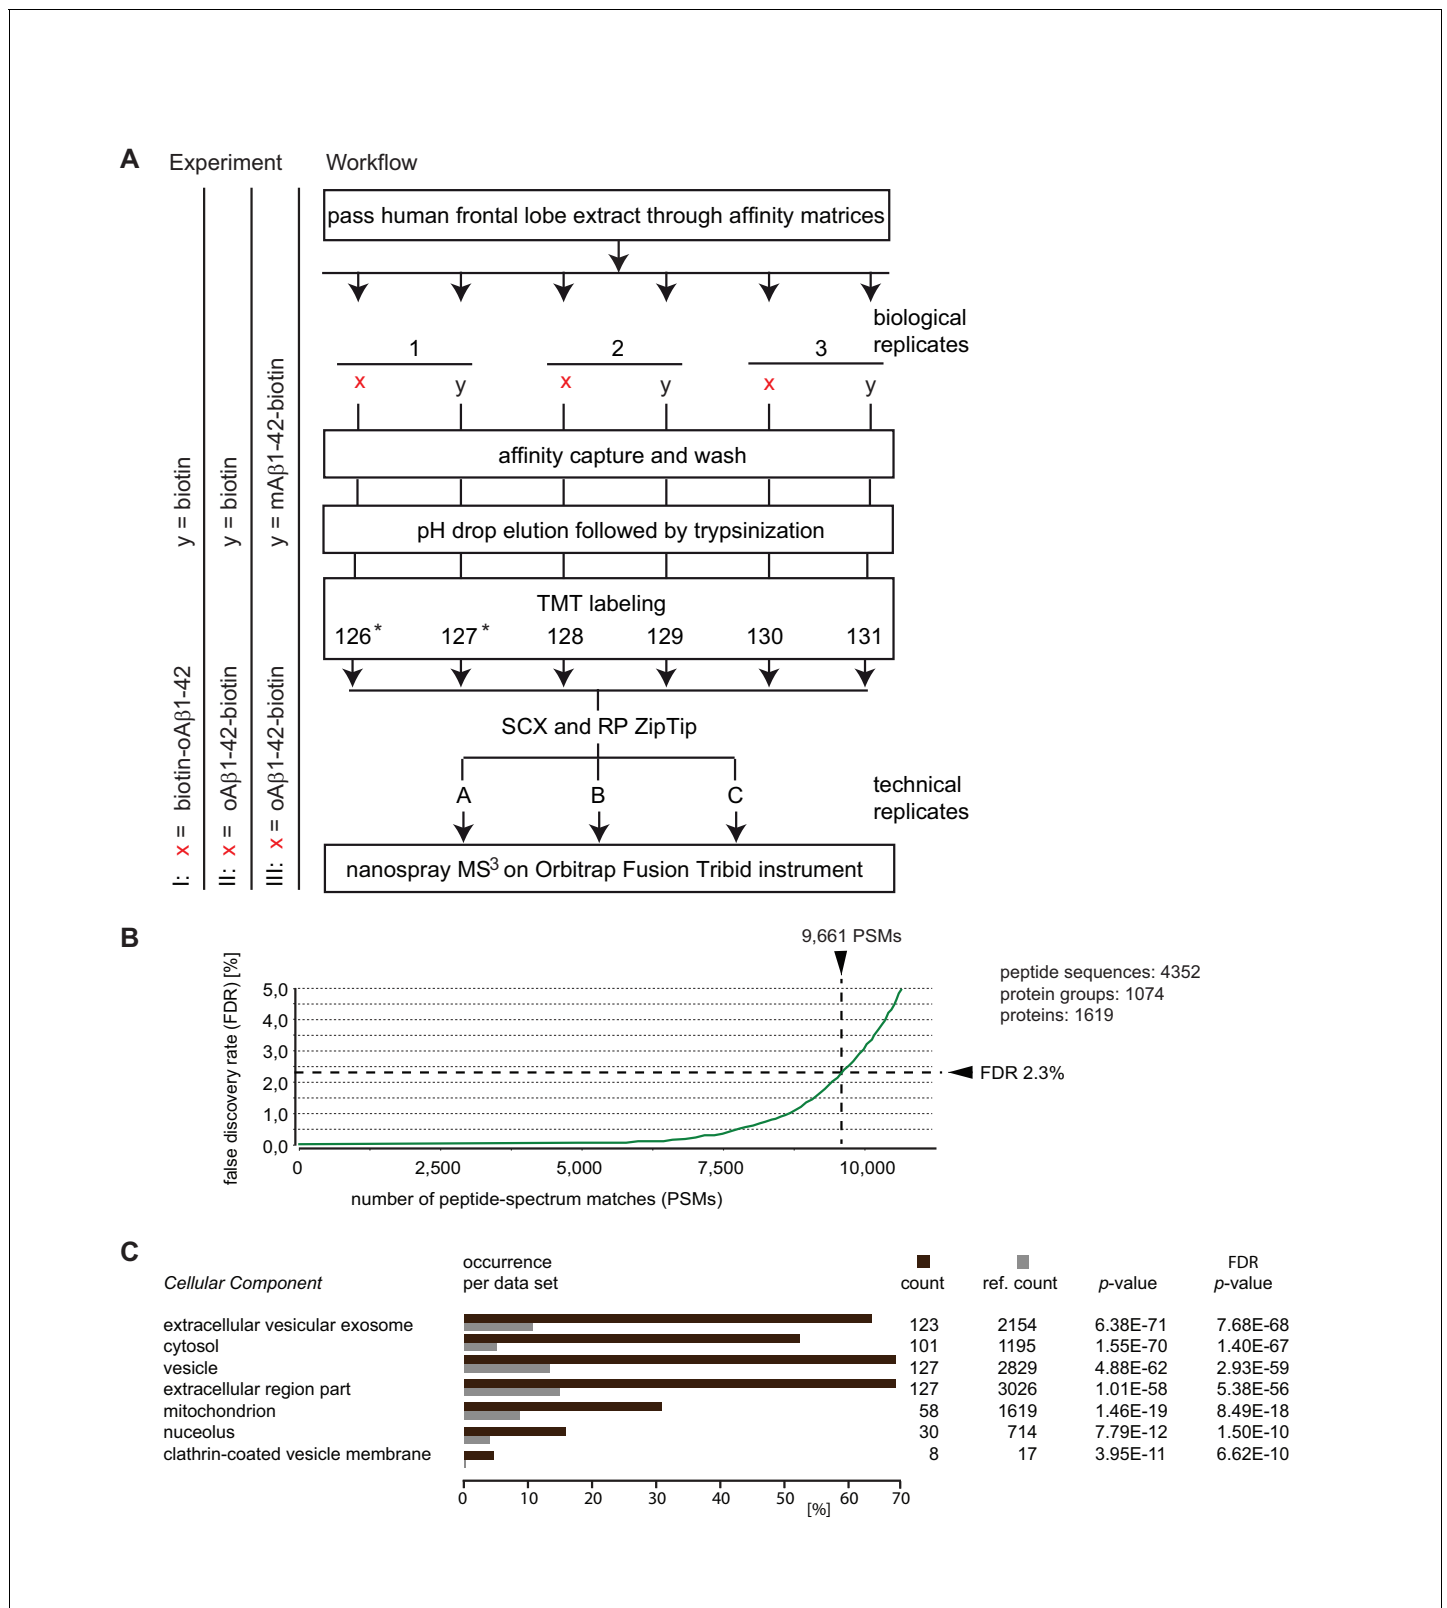 A
Experiment
Workflow
pass human frontal lobe extract through affinity matrices
biological
replicates
1 2 3
x y x y x y
affinity capture and wash
pH drop elution followed by trypsinization
TMT labeling
126* 127* 128 129 130 131
SCX and RP ZipTip
A B C
technical
replicates
nanospray MS3 on Orbitrap Fusion Tribid instrument
I: x = biotin-oAβ1-42 y = biotin
II: x = oAβ1-42-biotin y = biotin
III: x = oAβ1-42-biotin y = mAβ1-42-biotin
B
9,661 PSMs
false discovery rate (FDR) [%]
5,0
4,0
3,0
2,0
1,0
0,0
0 2,500 5,000 7,500 10,000
number of peptide-spectrum matches (PSMs)
peptide sequences: 4352
protein groups: 1074
proteins: 1619
FDR 2.3%
C
Cellular Component
occurrence
per data set
count
ref. count
p-value
FDR
p-value
extracellular vesicular exosome 123 2154 6.38E-71 7.68E-68
cytosol 101 1195 1.55E-70 1.40E-67
vesicle 127 2829 4.88E-62 2.93E-59
extracellular region part 127 3026 1.01E-58 5.38E-56
mitochondrion 58 1619 1.46E-19 8.49E-18
nuceolus 30 714 7.79E-12 1.50E-10
clathrin-coated vesicle membrane 8 17 3.95E-11 6.62E-10
0 10 20 30 40 50 60 70
[%]